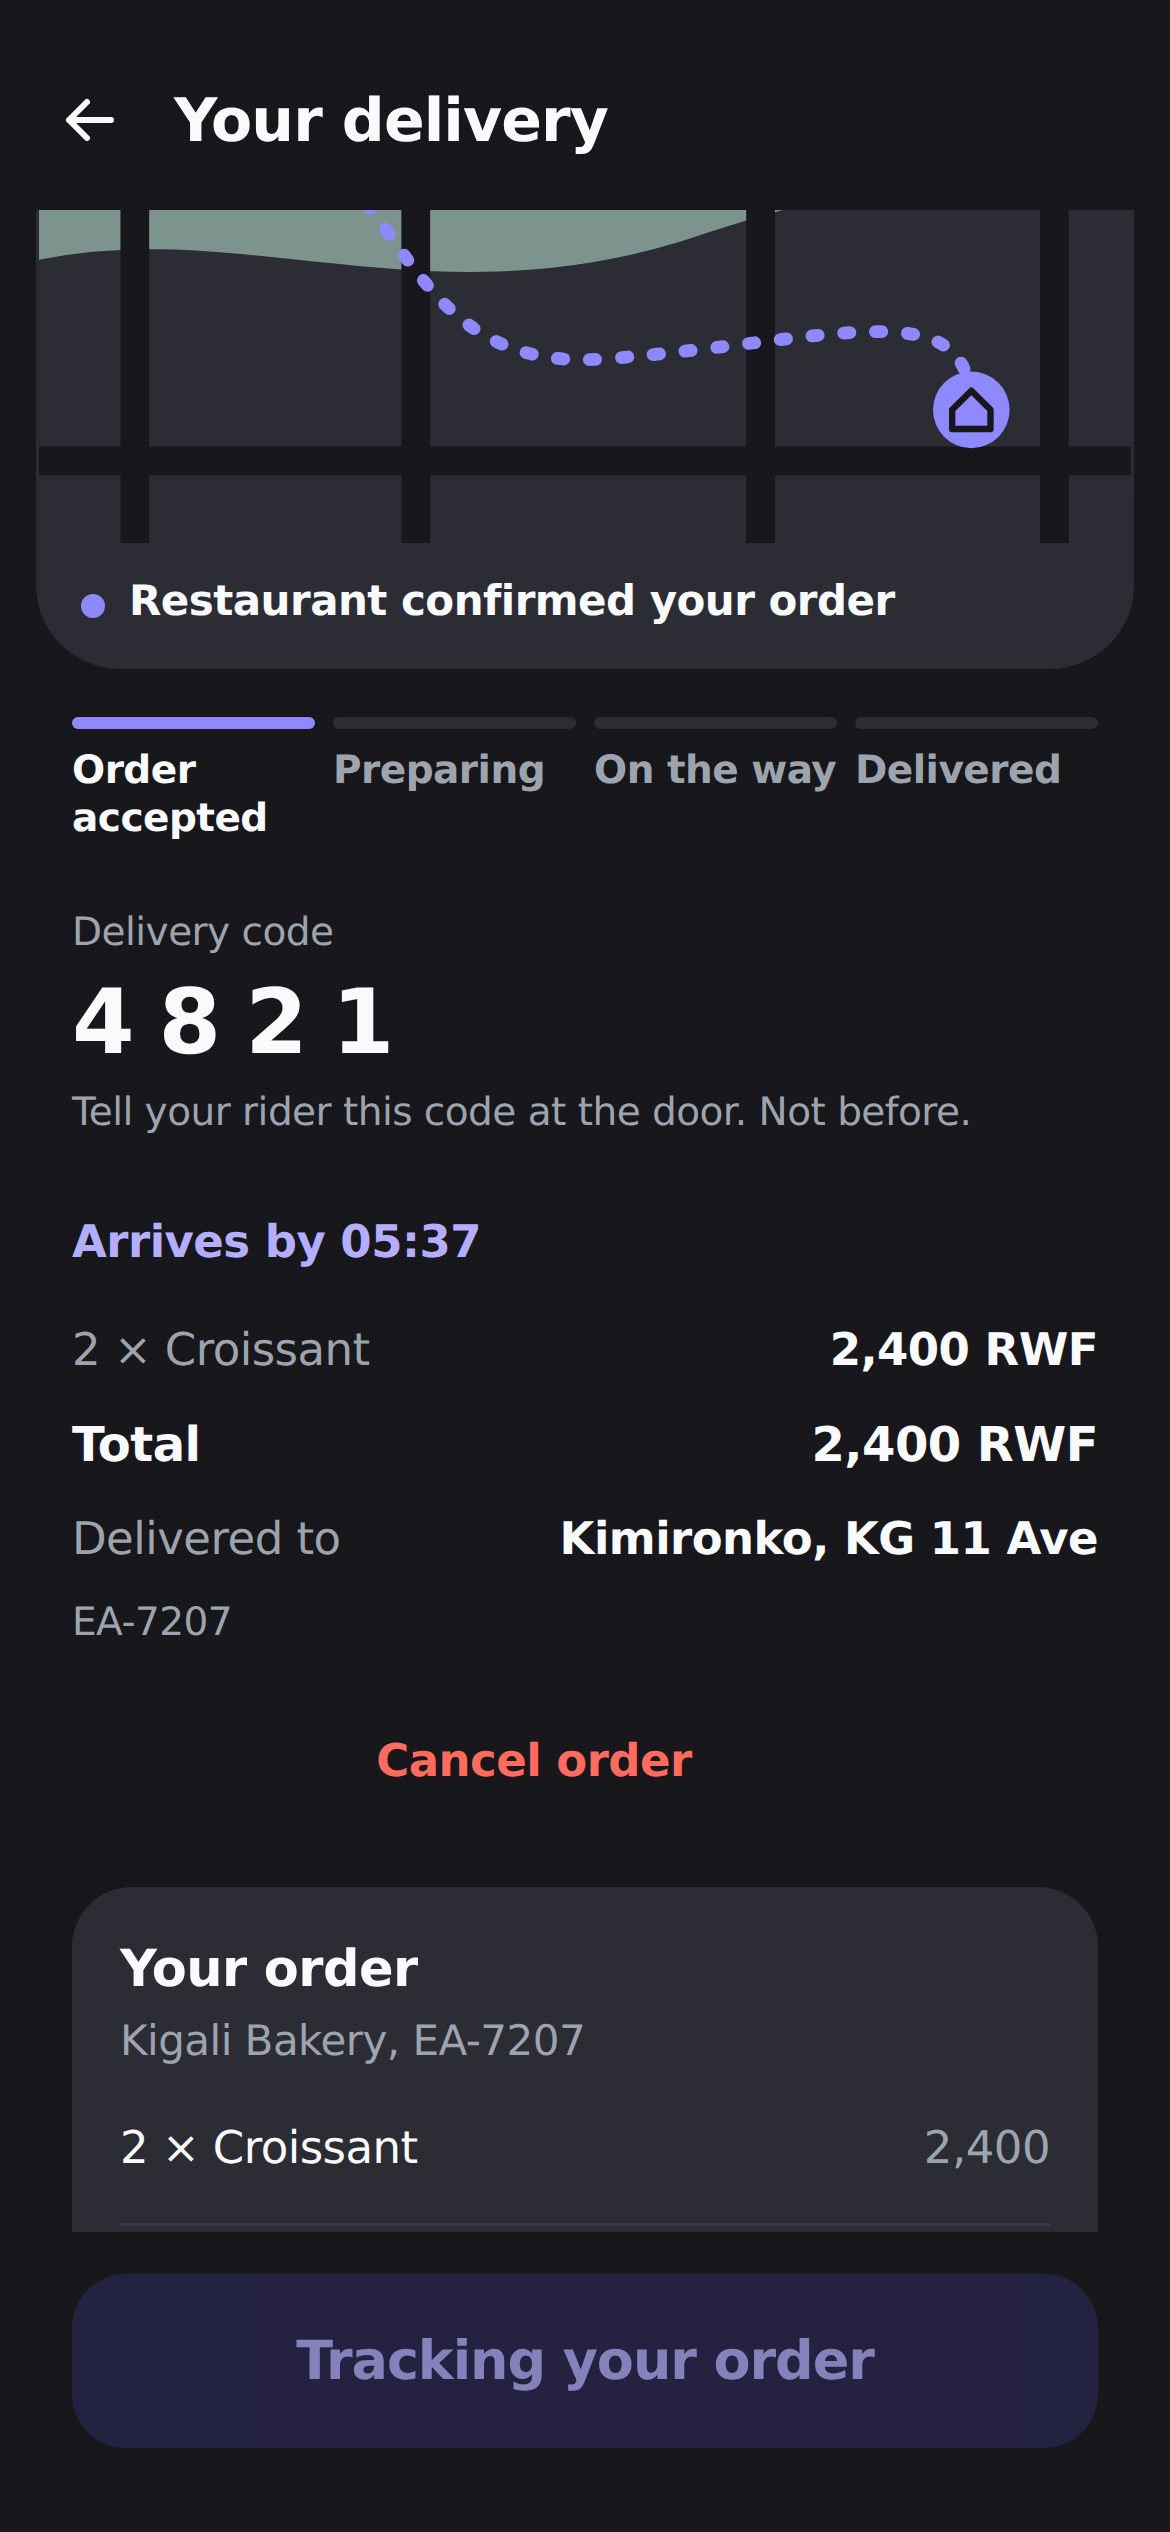 Your delivery
Restaurant confirmed your order
Order accepted
Preparing
On the way
Delivered
Delivery code
4 8 2 1
Tell your rider this code at the door. Not before.
Arrives by 05:37
2 × Croissant 2,400 RWF
Total 2,400 RWF
Delivered to Kimironko, KG 11 Ave
EA-7207
Cancel order
Your order
Kigali Bakery, EA-7207
2 × Croissant 2,400
Tracking your order